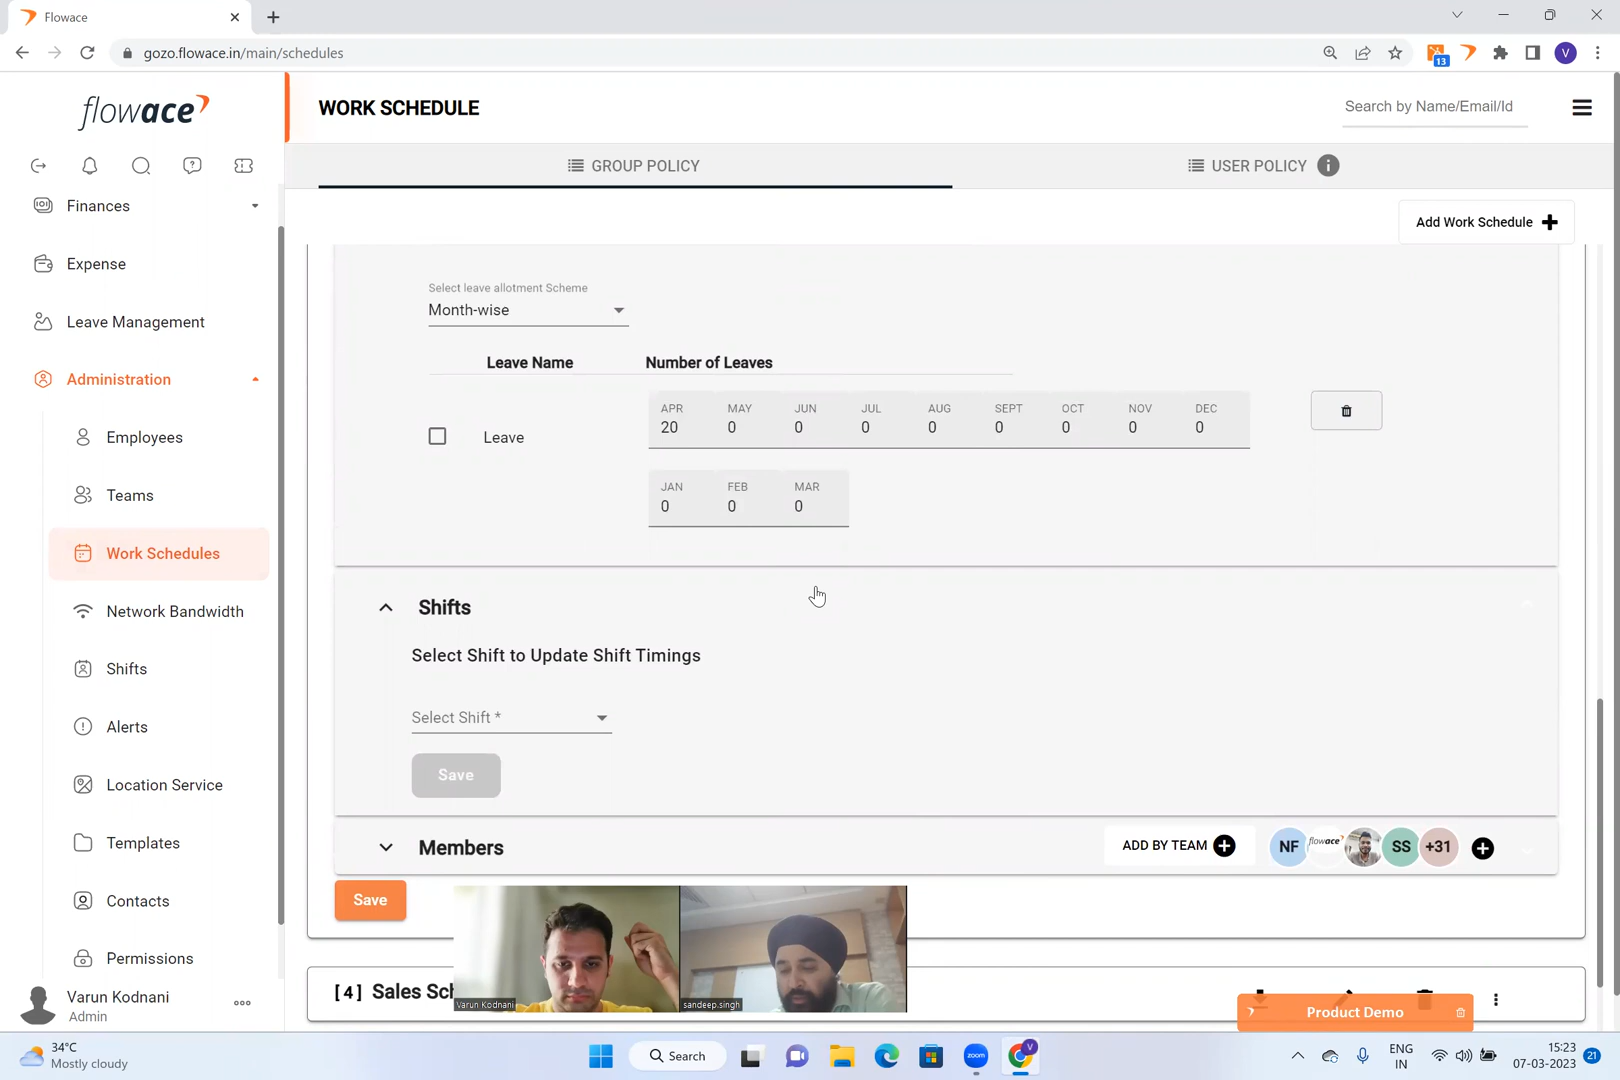 Flowace
gozo.flowace.in/main/schedules
13
V
flowace
WORK SCHEDULE
Search by Name/Email/Id
GROUP POLICY
USER POLICY
Add Work Schedule
Finances
Expense
Leave Management
Administration
Employees
Teams
Work Schedules
Network Bandwidth
Shifts
Alerts
Location Service
Templates
Contacts
Permissions
Varun Kodnani
Admin
Select leave allotment Scheme
Month-wise
Leave Name Number of Leaves
Leave
APR MAY JUN JUL AUG SEPT OCT NOV DEC
20 0 0 0 0 0 0 0 0
JAN FEB MAR
0 0 0
Shifts
Select Shift to Update Shift Timings
Select Shift *
Save
Members
ADD BY TEAM
NF
flowace
SS
+31
Save
Varun Kodnani
sandeep.singh
[4] Sales Sch
Product Demo
34°C
Mostly cloudy
Search
zoom
V
ENG
IN
15:23
07-03-2023
21